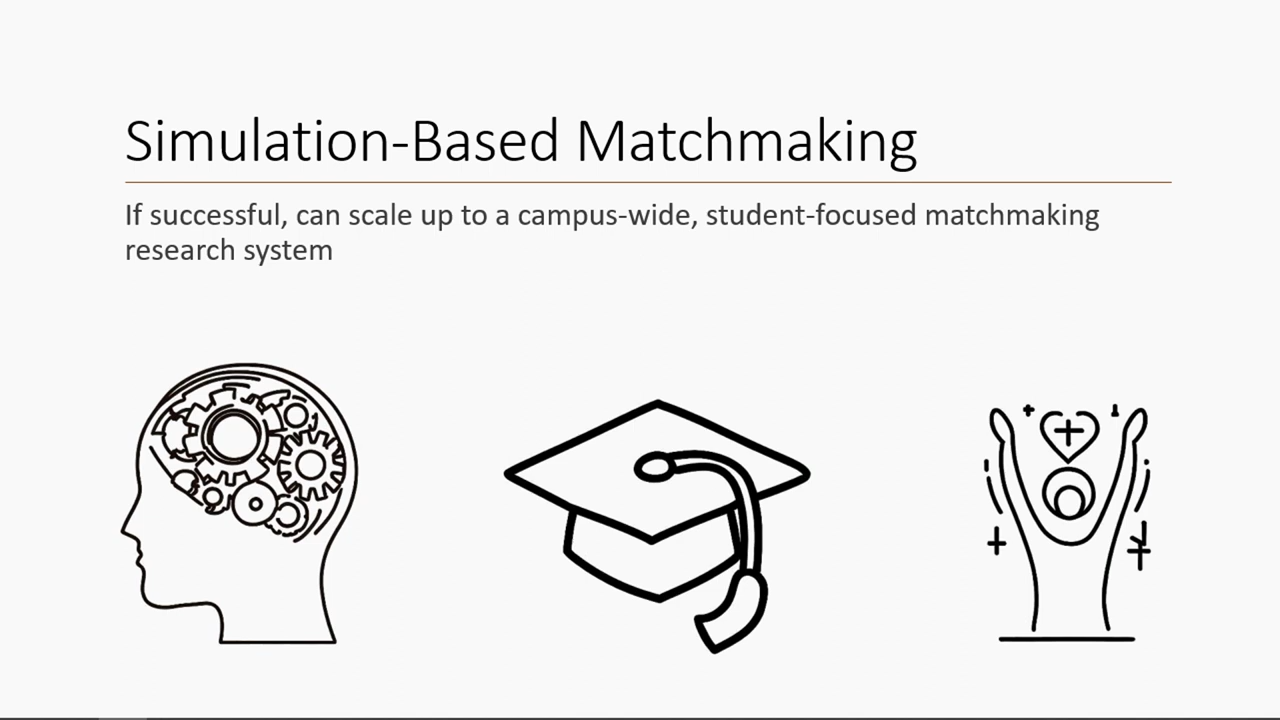 Simulation-Based Matchmaking
If successful, can scale up to a campus-wide, student-focused matchmaking
research system